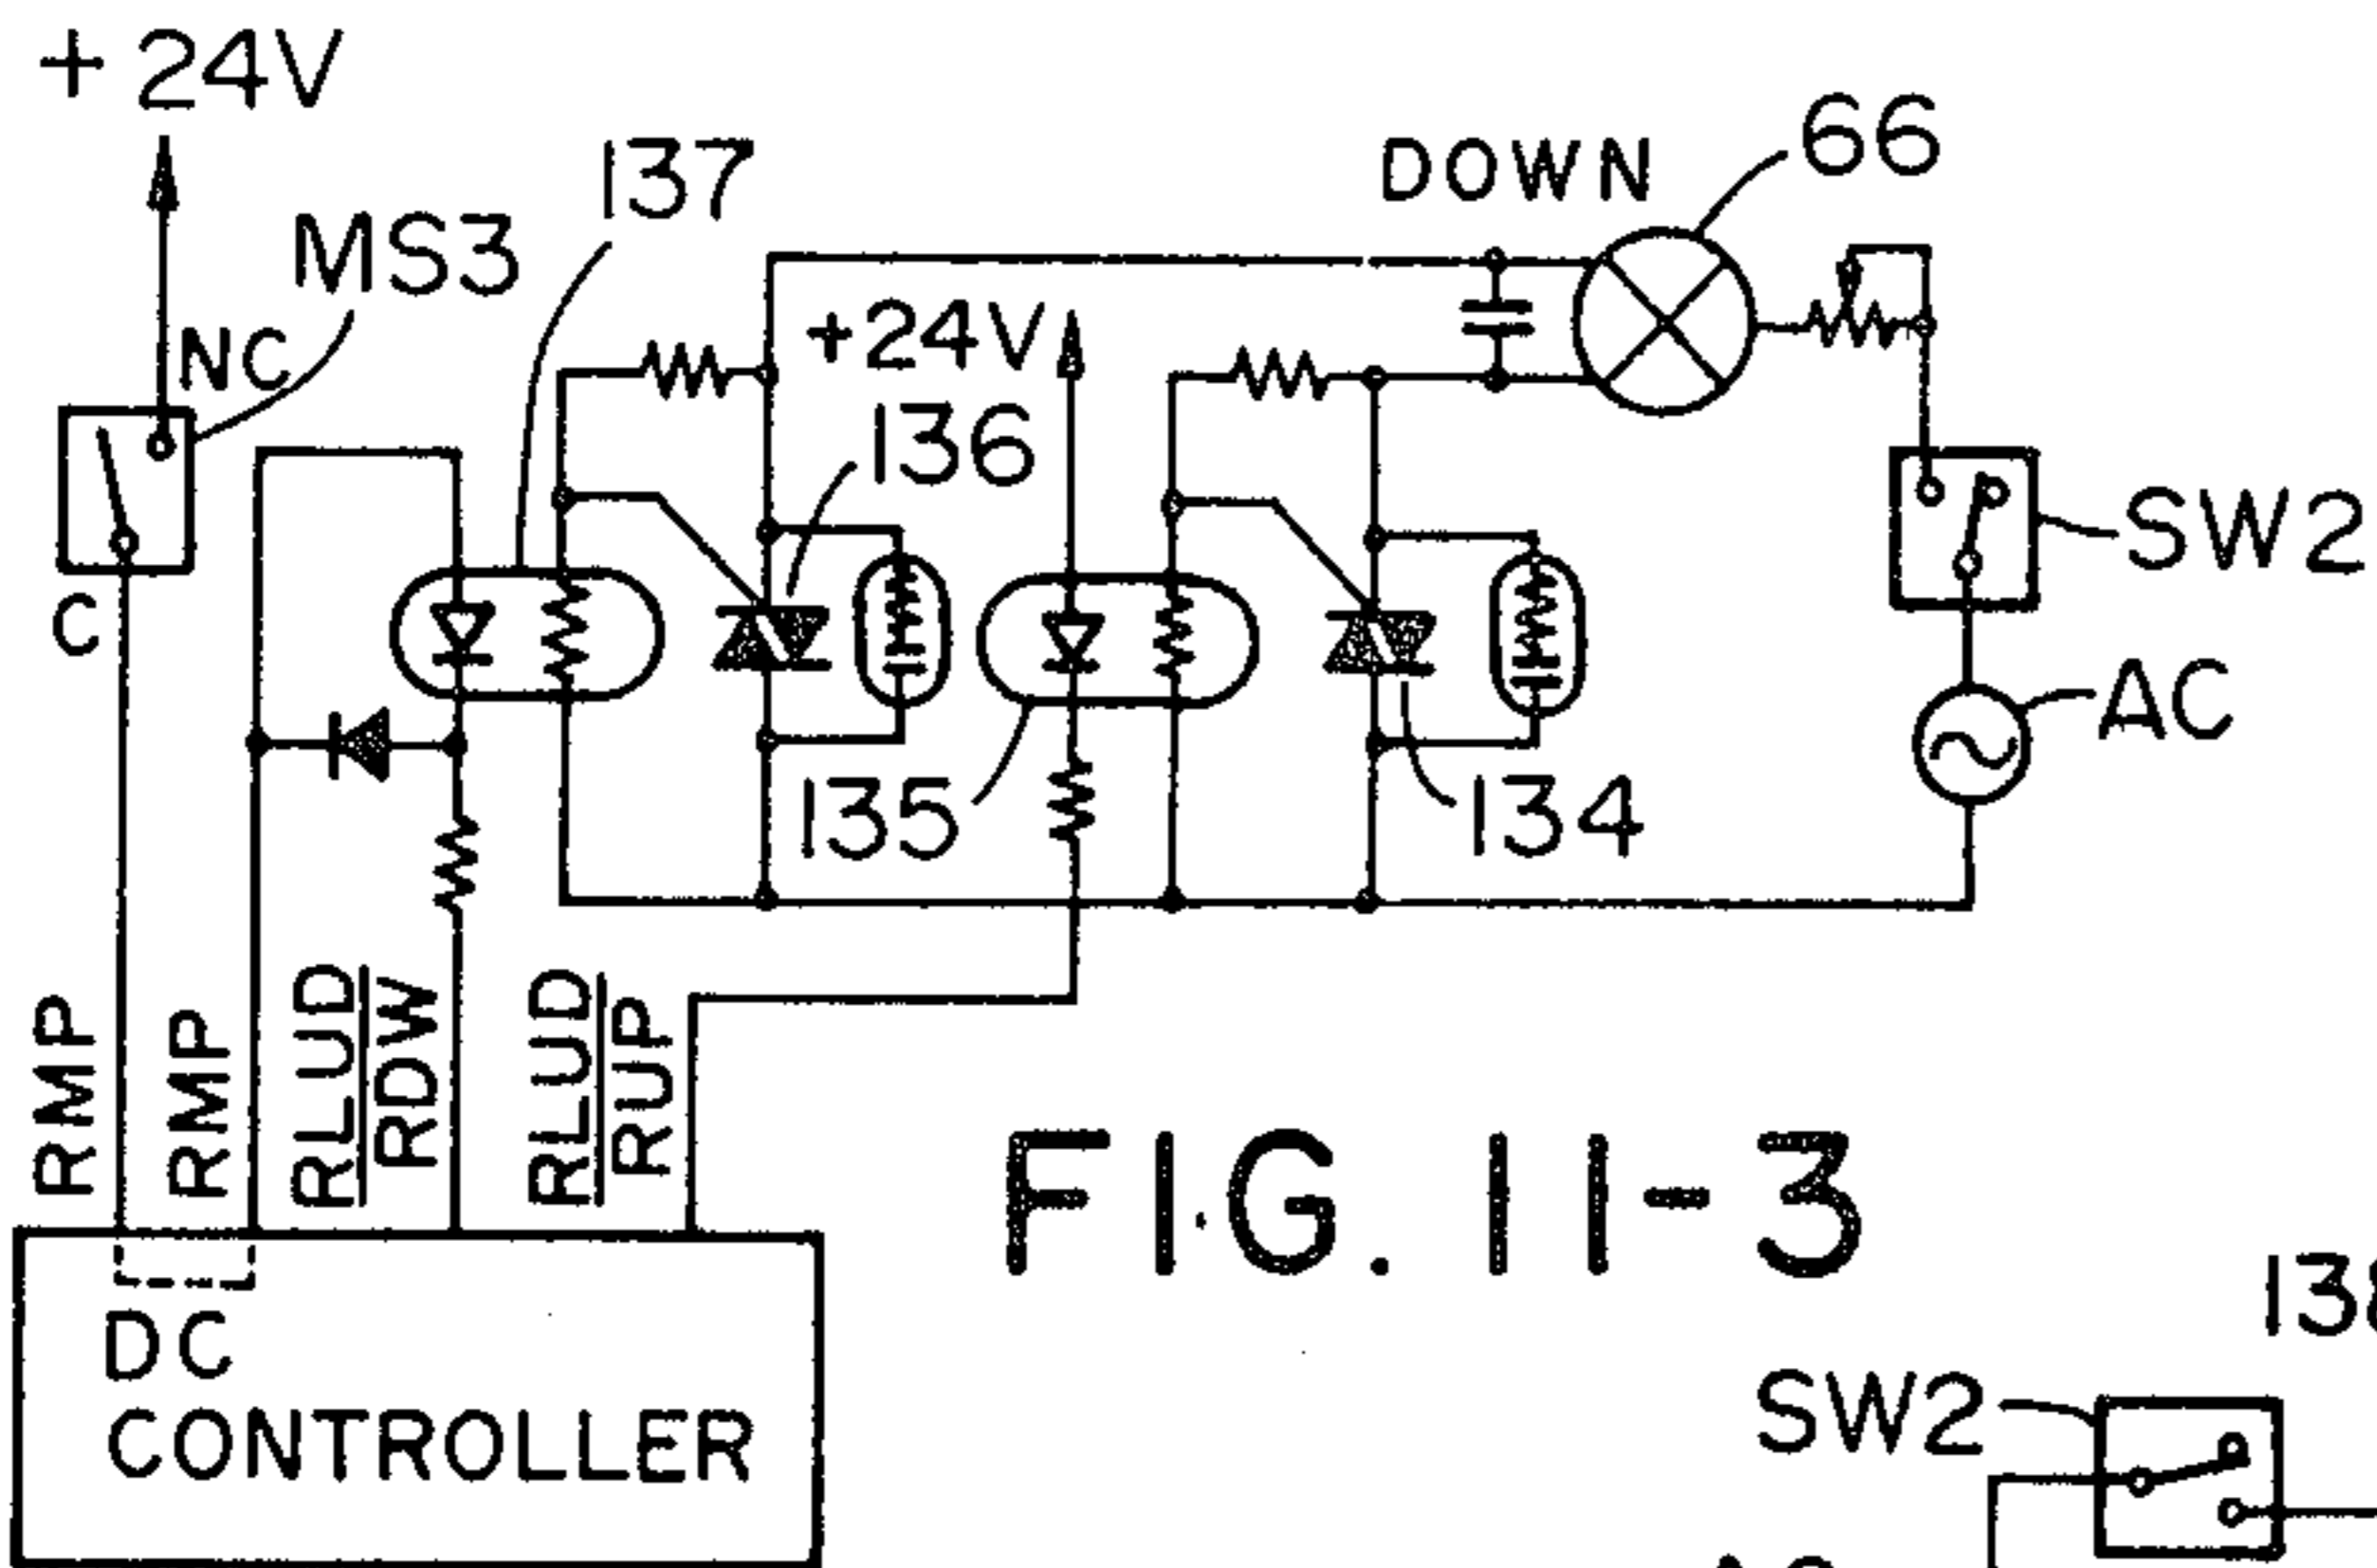 +24V
137
DOWN
66
MS3
NC
+24V
136
SW2
C
AC
135
134
RMP
RMP
RLUD
RDW
RLUD
RUP
FIG. 11-3
DC
CONTROLLER
SW2